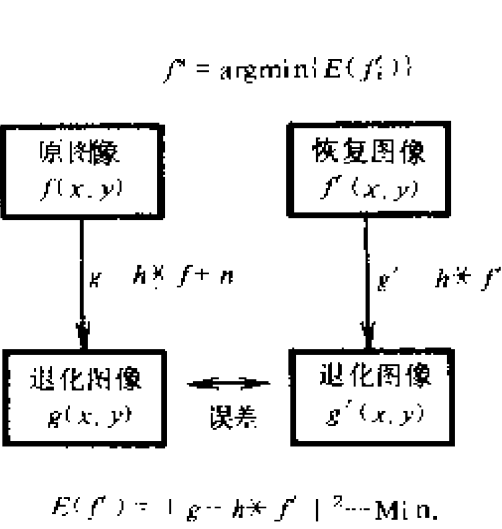 f* = argmin{E(f'ᵢ)}
原图像
f(x,y)
恢复图像
f'(x,y)
g h※f+n
g' h※f'
退化图像
g(x,y)
误差
退化图像
g'(x,y)
E(f') = |g-h※f'|²—Min.